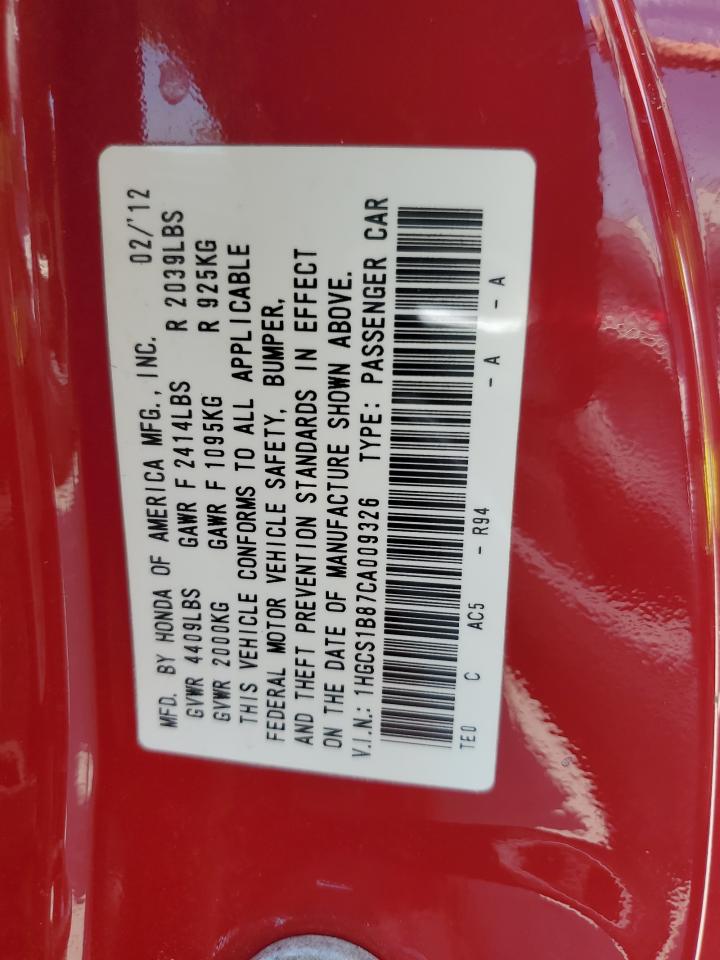 MFD. BY HONDA OF AMERICA MFG., INC. 02/'12
GVWR 4409LBS GAWR F 2414LBS R 2039LBS
GVWR 2000KG GAWR F 1095KG R 925KG
THIS VEHICLE CONFORMS TO ALL APPLICABLE
FEDERAL MOTOR VEHICLE SAFETY, BUMPER,
AND THEFT PREVENTION STANDARDS IN EFFECT
ON THE DATE OF MANUFACTURE SHOWN ABOVE.
V.I.N.: 1HGCS1B87CA009326 TYPE: PASSENGER CAR
TE0 C AC5 - R94 - A - A